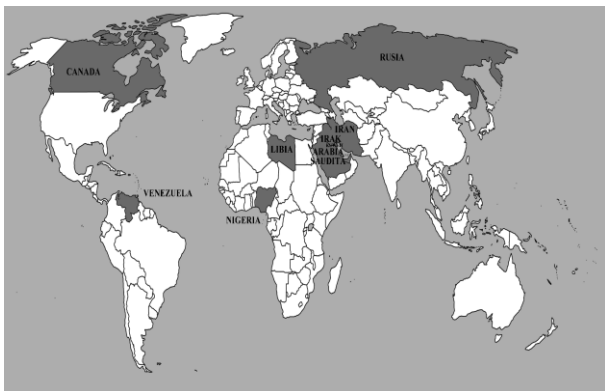 CANADA
RUSIA
IRAN
IRAK
LIBIA
ARABIA
SAUDITA
VENEZUELA
NIGERIA